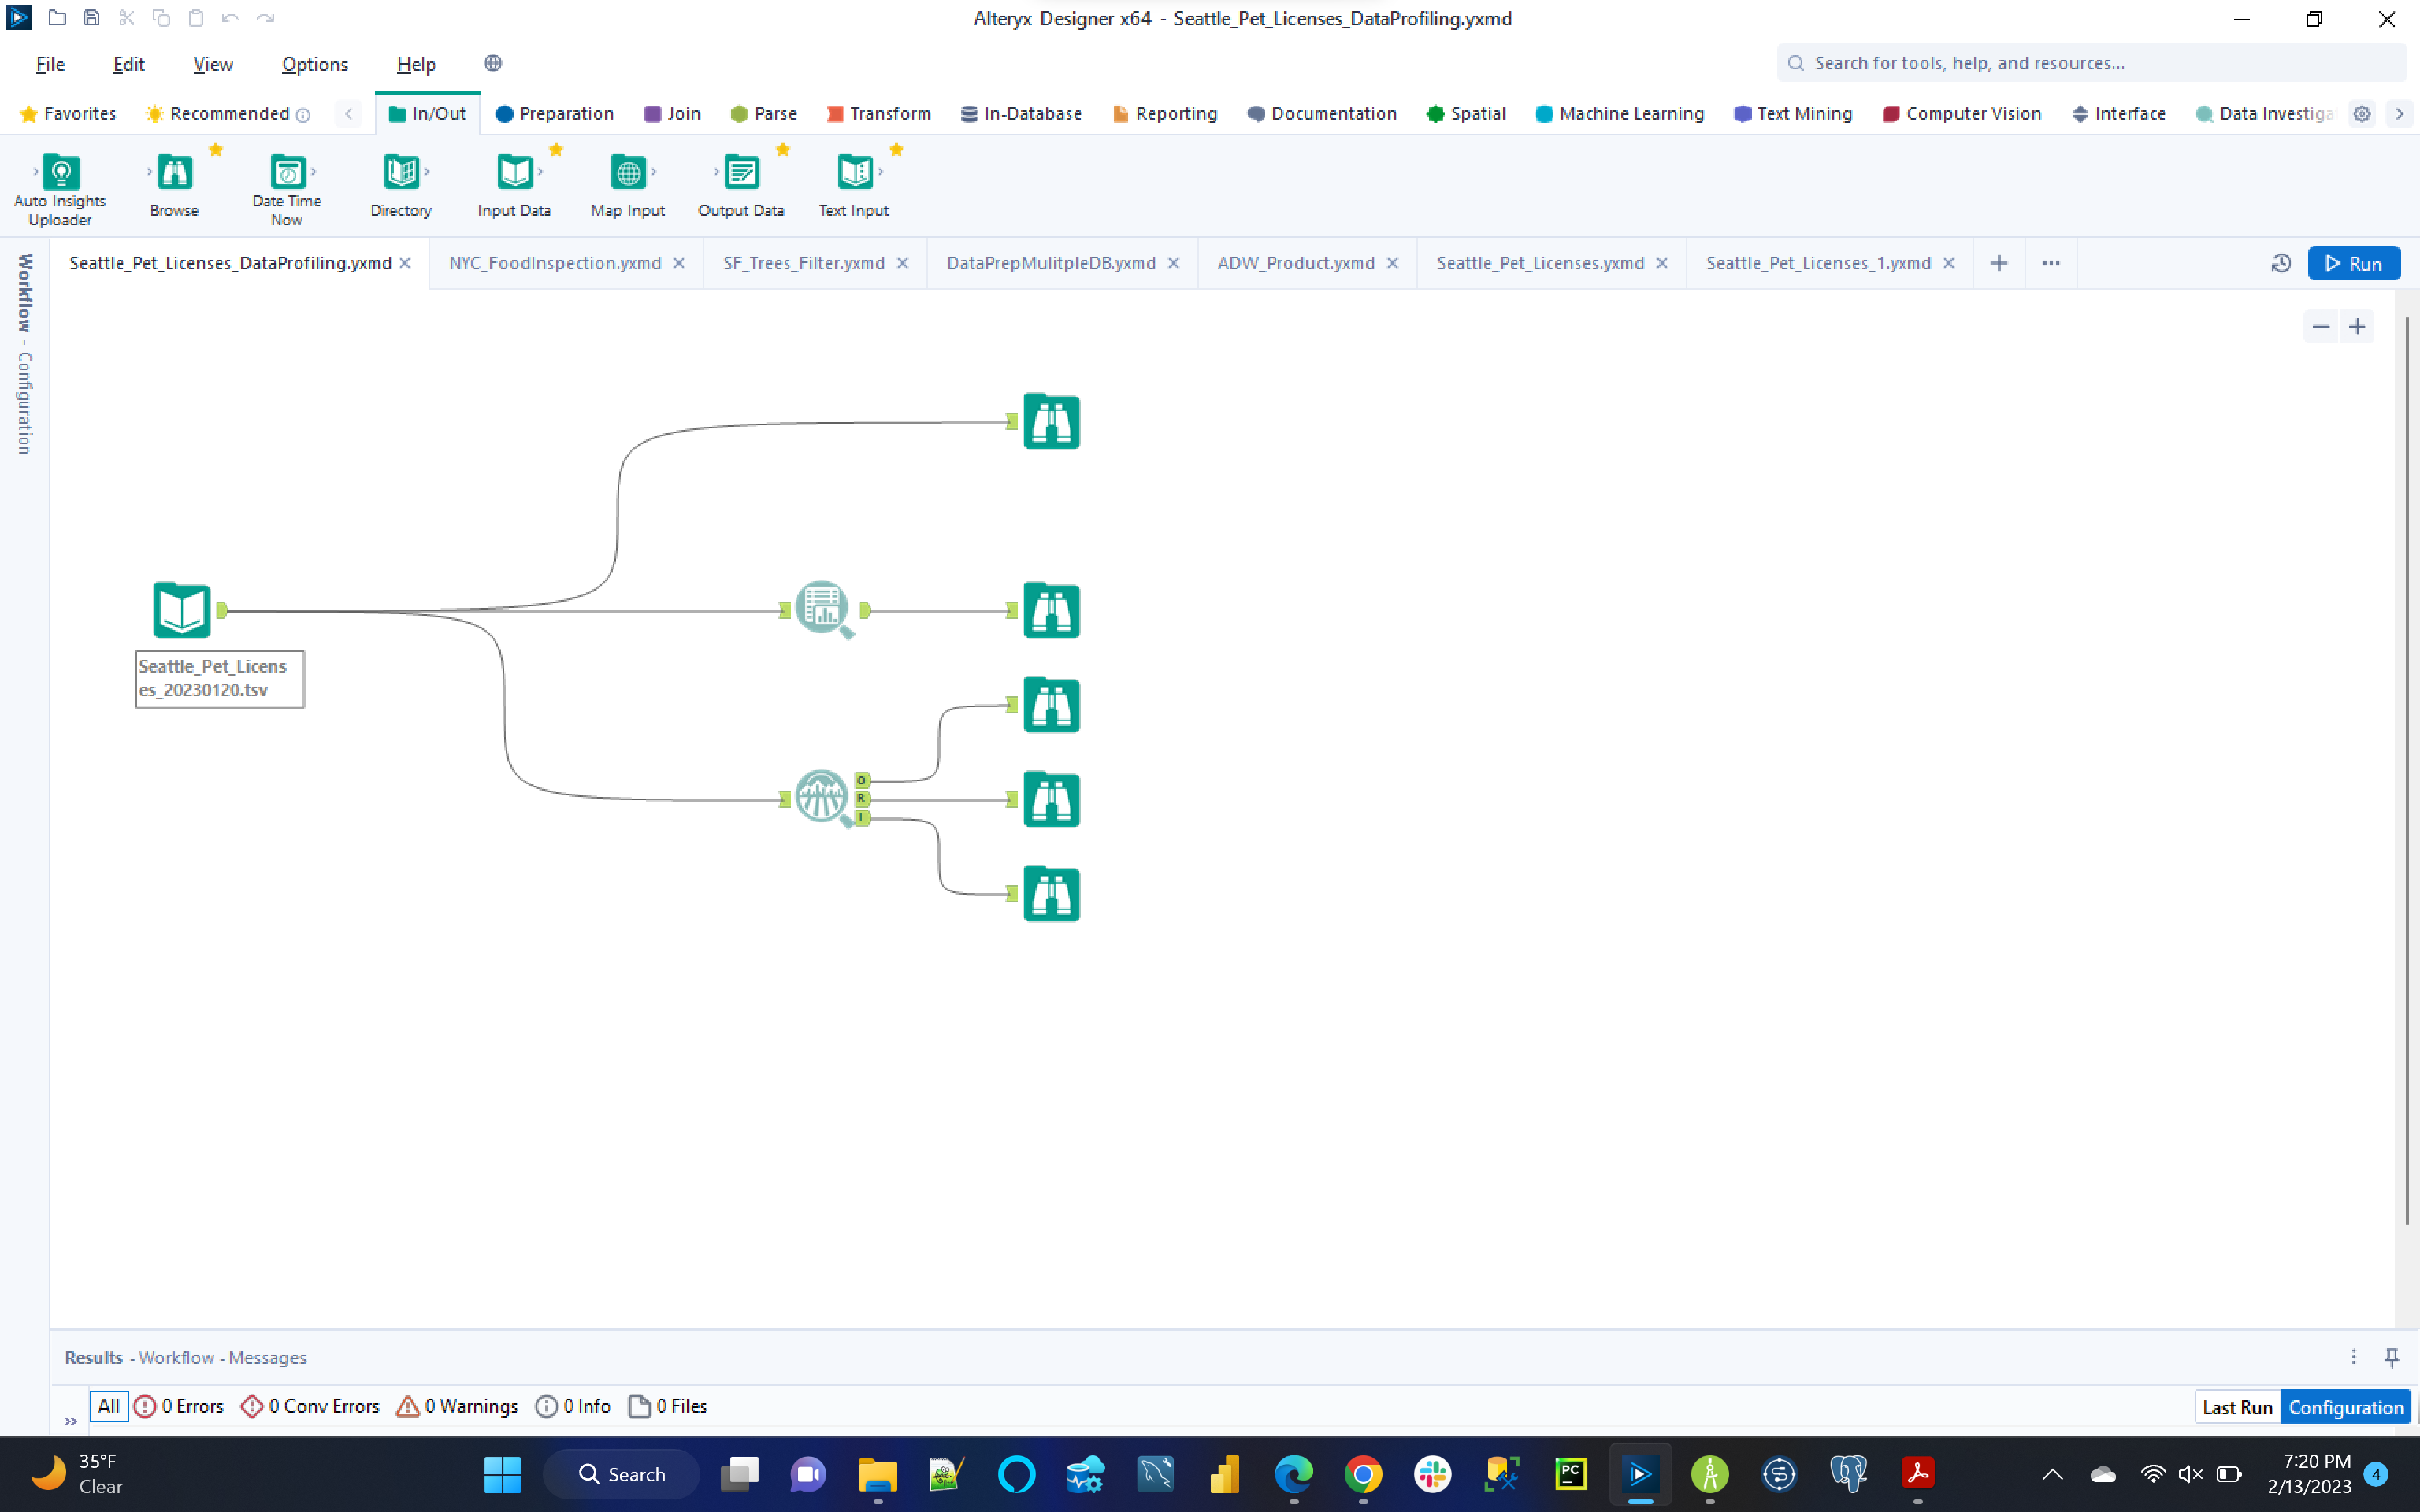 Alteryx Designer x64 - Seattle_Pet_Licenses_DataProfiling.yxmd
File Edit View Options Help
Search for tools, help, and resources...
Favorites Recommended In/Out Preparation Join Parse Transform In-Database Reporting Documentation Spatial Machine Learning Text Mining Computer Vision Interface Data Investiga
Auto Insights Uploader
Browse
Date Time Now
Directory
Input Data
Map Input
Output Data
Text Input
Seattle_Pet_Licenses_DataProfiling.yxmd NYC_FoodInspection.yxmd SF_Trees_Filter.yxmd DataPrepMulitpleDB.yxmd ADW_Product.yxmd Seattle_Pet_Licenses.yxmd Seattle_Pet_Licenses_1.yxmd
Run
Workflow - Configuration
Seattle_Pet_Licens
es_20230120.tsv
O
R
I
Results - Workflow - Messages
All 0 Errors 0 Conv Errors 0 Warnings 0 Info 0 Files
Last Run Configuration
35°F
Clear
Search
PC
7:20 PM
2/13/2023
4